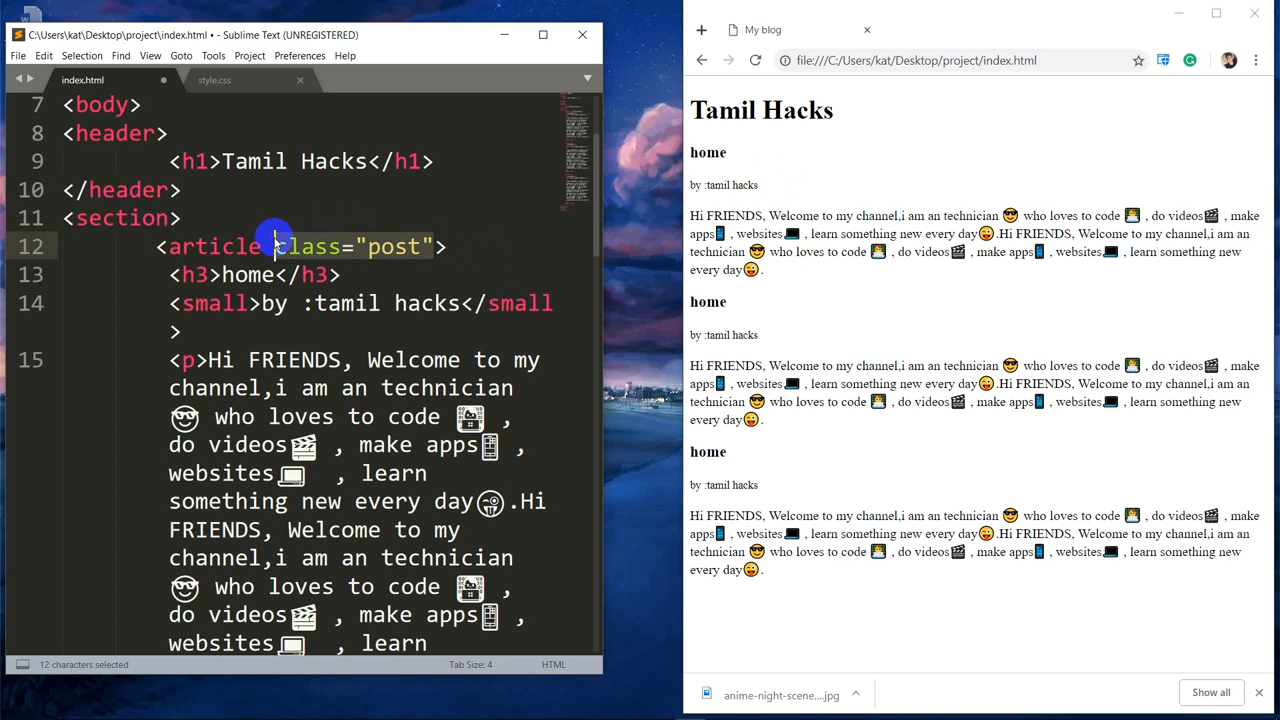 C:\Users\kat\Desktop\project\index.html • - Sublime Text (UNREGISTERED)
File Edit Selection Find View Goto Tools Project Preferences Help
index.html
style.css
7 <body>
8 <header>
9 <h1>Tamil Hacks</h1>
10 </header>
11 <section>
12 <article class="post">
13 <h3>home</h3>
14 <small>by :tamil hacks</small
>
15 <p>Hi FRIENDS, Welcome to my
channel,i am an technician
😎 who loves to code 👨‍💻 ,
do videos🎬 , make apps📱 ,
websites💻 , learn
something new every day😜.Hi
FRIENDS, Welcome to my
channel,i am an technician
😎 who loves to code 👨‍💻 ,
do videos🎬 , make apps📱 ,
websites💻 , learn
12 characters selected
Tab Size: 4
HTML
My blog
file:///C:/Users/kat/Desktop/project/index.html
Tamil Hacks
home
by :tamil hacks
Hi FRIENDS, Welcome to my channel,i am an technician 😎 who loves to code 👨‍💻 , do videos🎬 , make
apps📱 , websites💻 , learn something new every day😜.Hi FRIENDS, Welcome to my channel,i am an
technician 😎 who loves to code 👨‍💻 , do videos🎬 , make apps📱 , websites💻 , learn something new
every day😜.
home
by :tamil hacks
Hi FRIENDS, Welcome to my channel,i am an technician 😎 who loves to code 👨‍💻 , do videos🎬 , make
apps📱 , websites💻 , learn something new every day😜.Hi FRIENDS, Welcome to my channel,i am an
technician 😎 who loves to code 👨‍💻 , do videos🎬 , make apps📱 , websites💻 , learn something new
every day😜.
home
by :tamil hacks
Hi FRIENDS, Welcome to my channel,i am an technician 😎 who loves to code 👨‍💻 , do videos🎬 , make
apps📱 , websites💻 , learn something new every day😜.Hi FRIENDS, Welcome to my channel,i am an
technician 😎 who loves to code 👨‍💻 , do videos🎬 , make apps📱 , websites💻 , learn something new
every day😜.
anime-night-scene....jpg
Show all